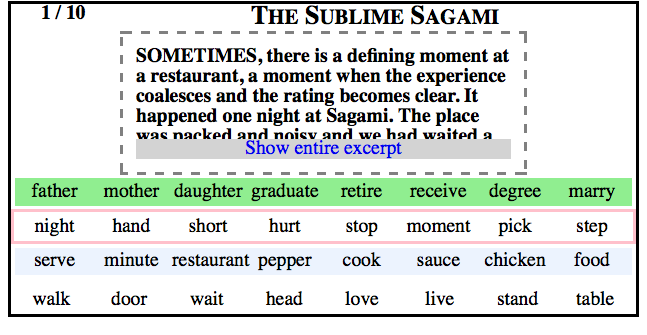 1 / 10
THE SUBLIME SAGAMI
SOMETIMES, there is a defining moment at
a restaurant, a moment when the experience
coalesces and the rating becomes clear. It
happened one night at Sagami. The place
was packed and noisy and we had waited a
Show entire excerpt
father mother daughter graduate retire receive degree marry
night hand short hurt stop moment pick step
serve minute restaurant pepper cook sauce chicken food
walk door wait head love live stand table